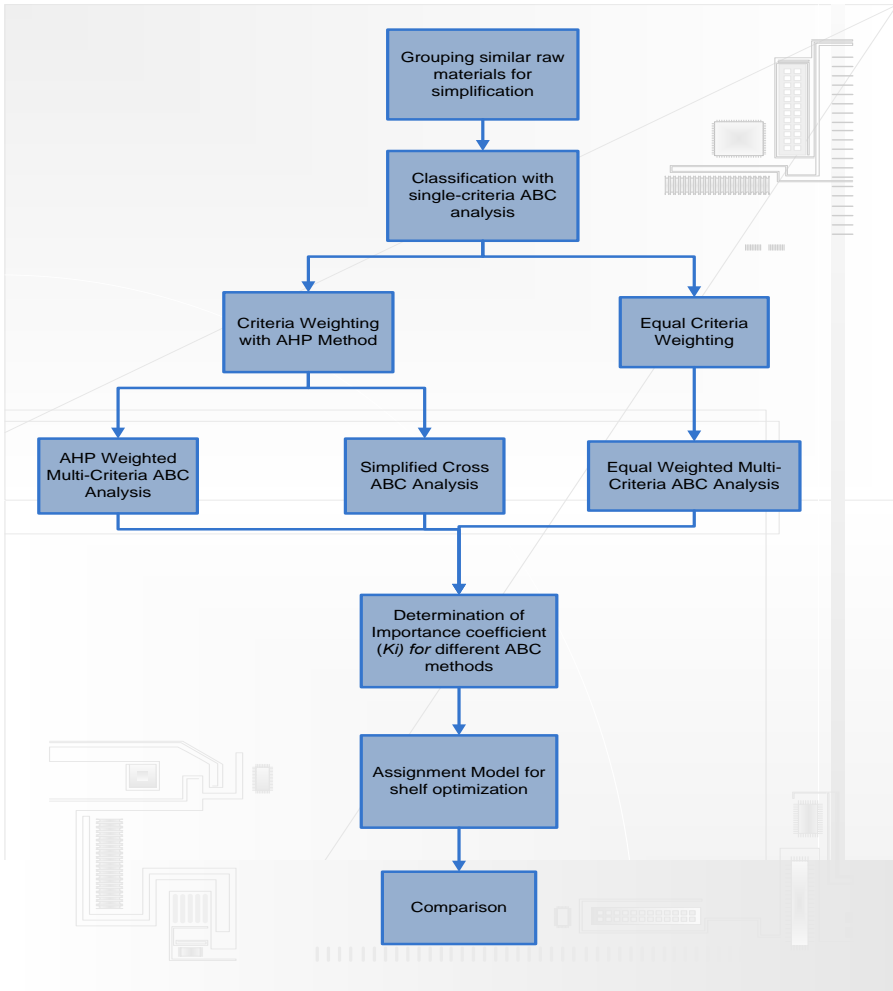 Grouping similar raw
materials for
simplification
Classification with
single-criteria ABC
analysis
Criteria Weighting
with AHP Method
Equal Criteria
Weighting
AHP Weighted
Multi-Criteria ABC
Analysis
Simplified Cross
ABC Analysis
Equal Weighted Multi-
Criteria ABC Analysis
Determination of
Importance coefficient
(Ki) for different ABC
methods
Assignment Model for
shelf optimization
Comparison